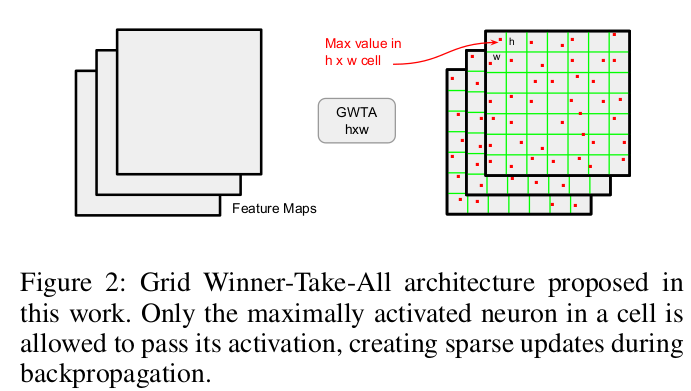 Max value in
h x w cell
h
w
GWTA
hxw
Feature Maps
Figure 2: Grid Winner-Take-All architecture proposed in
this work. Only the maximally activated neuron in a cell is
allowed to pass its activation, creating sparse updates during
backpropagation.